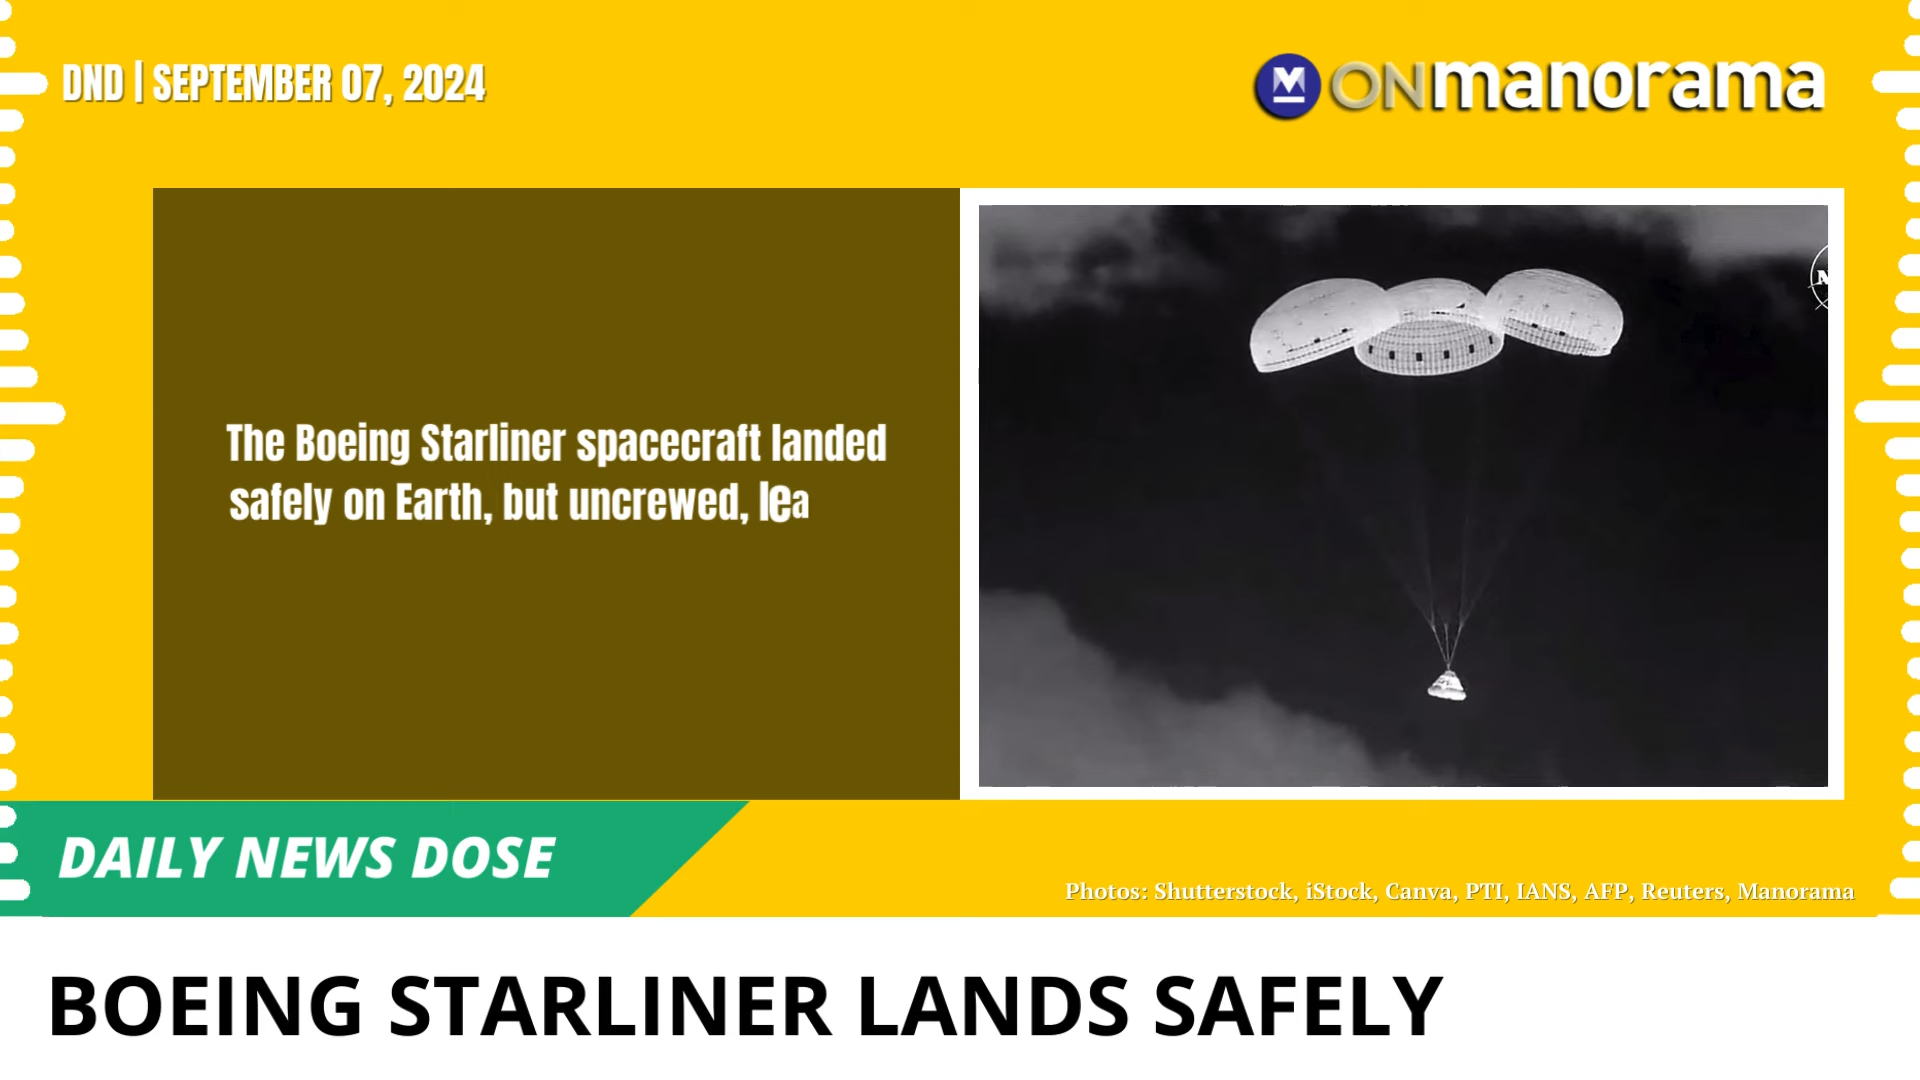 DND | SEPTEMBER 07, 2024
M ONmanorama
The Boeing Starliner spacecraft landed
safely on Earth, but uncrewed, lea
DAILY NEWS DOSE
Photos: Shutterstock, iStock, Canva, PTI, IANS, AFP, Reuters, Manorama
BOEING STARLINER LANDS SAFELY